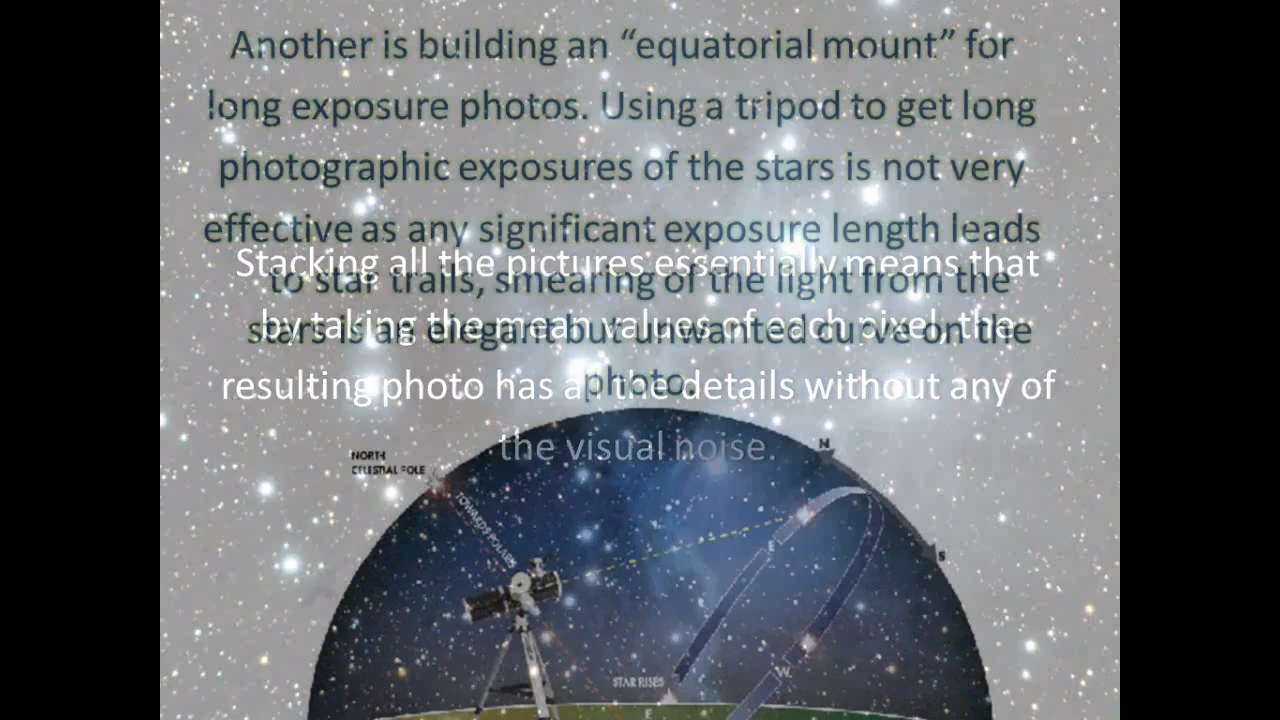 Another is building an “equatorial mount” for
long exposure photos. Using a tripod to get long
photographic exposures of the stars is not very
effective as any significant exposure length leads
to star trails, smearing of the light from the
stars is an elegant but unwanted curve on the
photo.
Stacking all the pictures essentially means that
by taking the mean values of each pixel, the
resulting photo has all the details without any of
the visual noise.
NORTH
CELESTIAL POLE
TOWARDS POLARIS
N
E
S
W
STAR RISES
E